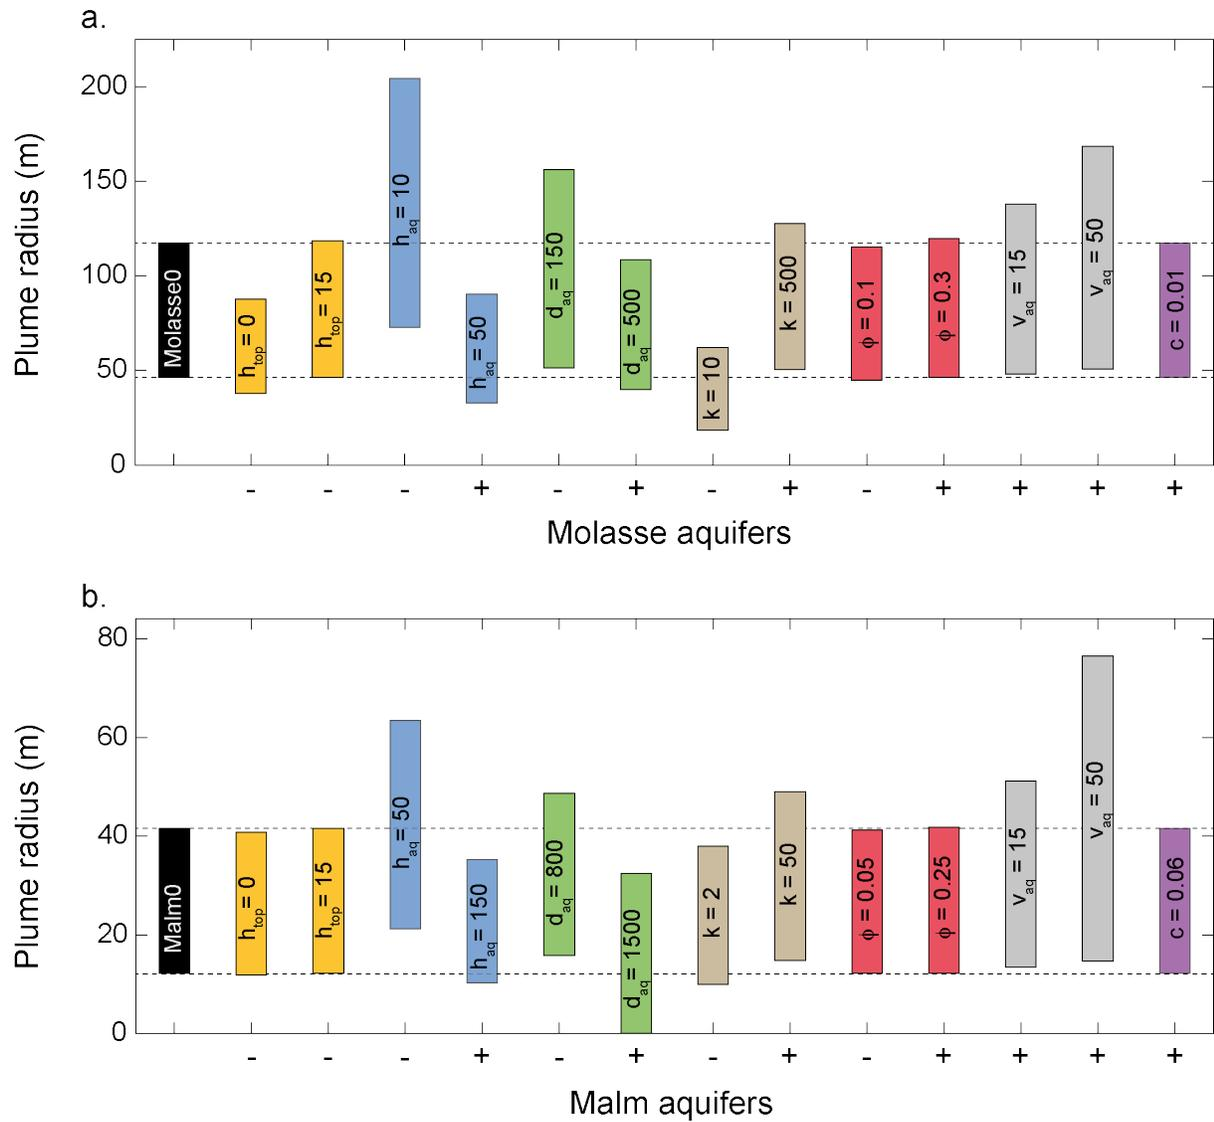 a.
Plume radius (m)
200
150
100
50
0
Molasse0
h_top = 0
h_top = 15
h_aq = 10
h_aq = 50
d_aq = 150
d_aq = 500
k = 10
k = 500
ϕ = 0.1
ϕ = 0.3
v_aq = 15
v_aq = 50
c = 0.01
- - - + - + - + - + + + +
Molasse aquifers
b.
Plume radius (m)
80
60
40
20
0
Malm0
h_top = 0
h_top = 15
h_aq = 50
h_aq = 150
d_aq = 800
d_aq = 1500
k = 2
k = 50
ϕ = 0.05
ϕ = 0.25
v_aq = 15
v_aq = 50
c = 0.06
- - - + - + - + - + + + +
Malm aquifers